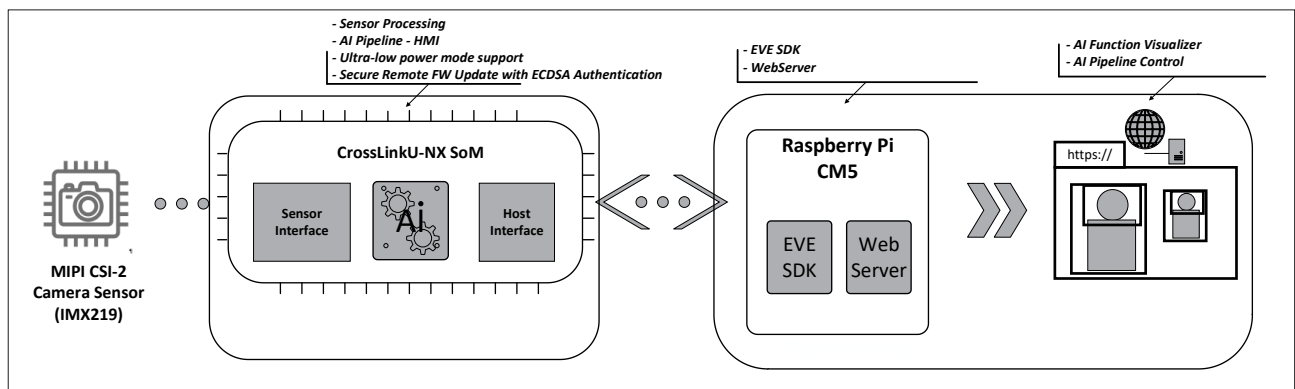 - Sensor Processing
- AI Pipeline - HMI
- Ultra-low power mode support
- Secure Remote FW Update with ECDSA Authentication
- EVE SDK
- WebServer
- AI Function Visualizer
- AI Pipeline Control
MIPI CSI-2
Camera Sensor
(IMX219)
CrossLinkU-NX SoM
Sensor
Interface
Ai
Host
Interface
Raspberry Pi
CM5
EVE
SDK
Web
Server
https://